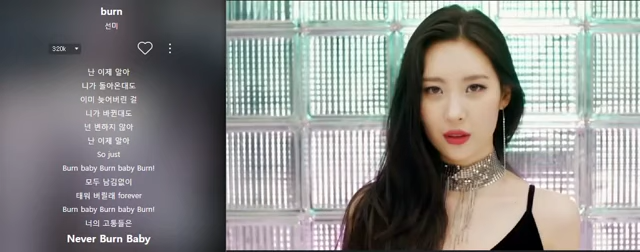 burn
선미
320k
난 이제 알아
니가 돌아온대도
이미 늦어버린 걸
니가 바뀐대도
넌 변하지 않아
난 이제 알아
So just
Burn baby Burn baby Burn!
모두 남김없이
태워 버릴래 forever
Burn baby Burn baby Burn!
너의 고통들은
Never Burn Baby